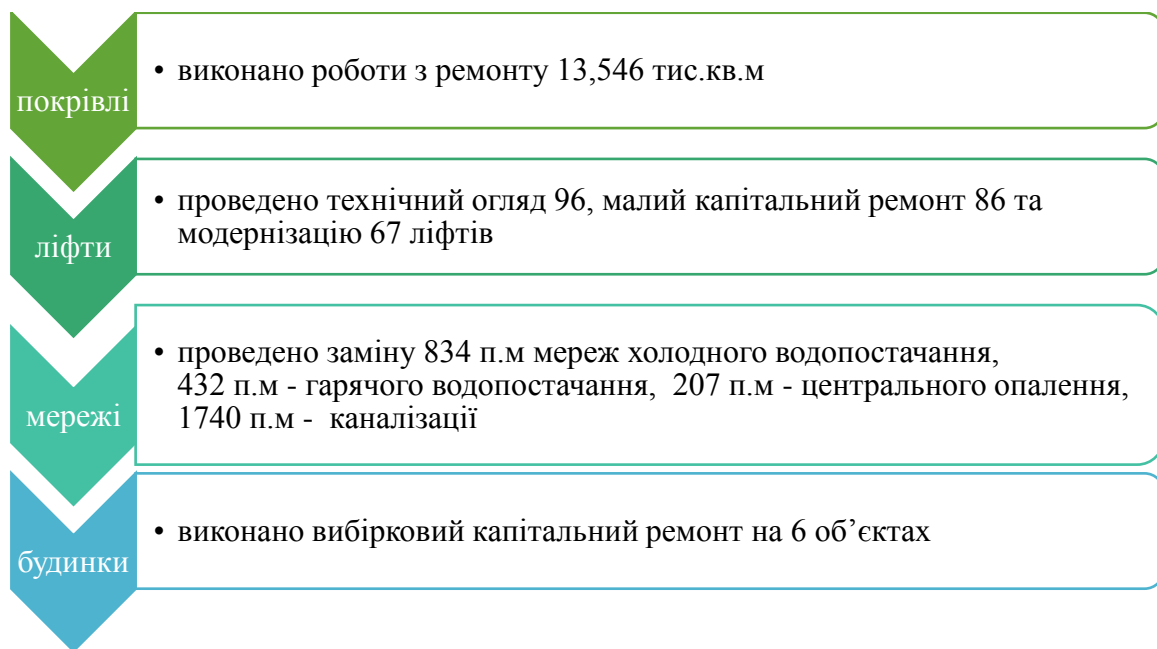 покрівлі
• виконано роботи з ремонту 13,546 тис.кв.м
ліфти
• проведено технічний огляд 96, малий капітальний ремонт 86 та
модернізацію 67 ліфтів
мережі
• проведено заміну 834 п.м мереж холодного водопостачання,
432 п.м - гарячого водопостачання, 207 п.м - центрального опалення,
1740 п.м - каналізації
будинки
• виконано вибірковий капітальний ремонт на 6 об’єктах